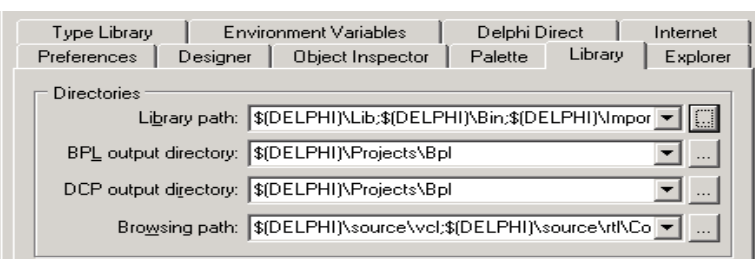 Type Library Environment Variables Delphi Direct Internet
Preferences Designer Object Inspector Palette Library Explorer
Directories
Library path: $(DELPHI)\Lib;$(DELPHI)\Bin;$(DELPHI)\Impor ...
BPL output directory: $(DELPHI)\Projects\Bpl ...
DCP output directory: $(DELPHI)\Projects\Bpl ...
Browsing path: $(DELPHI)\source\vcl;$(DELPHI)\source\rtl\Co ...